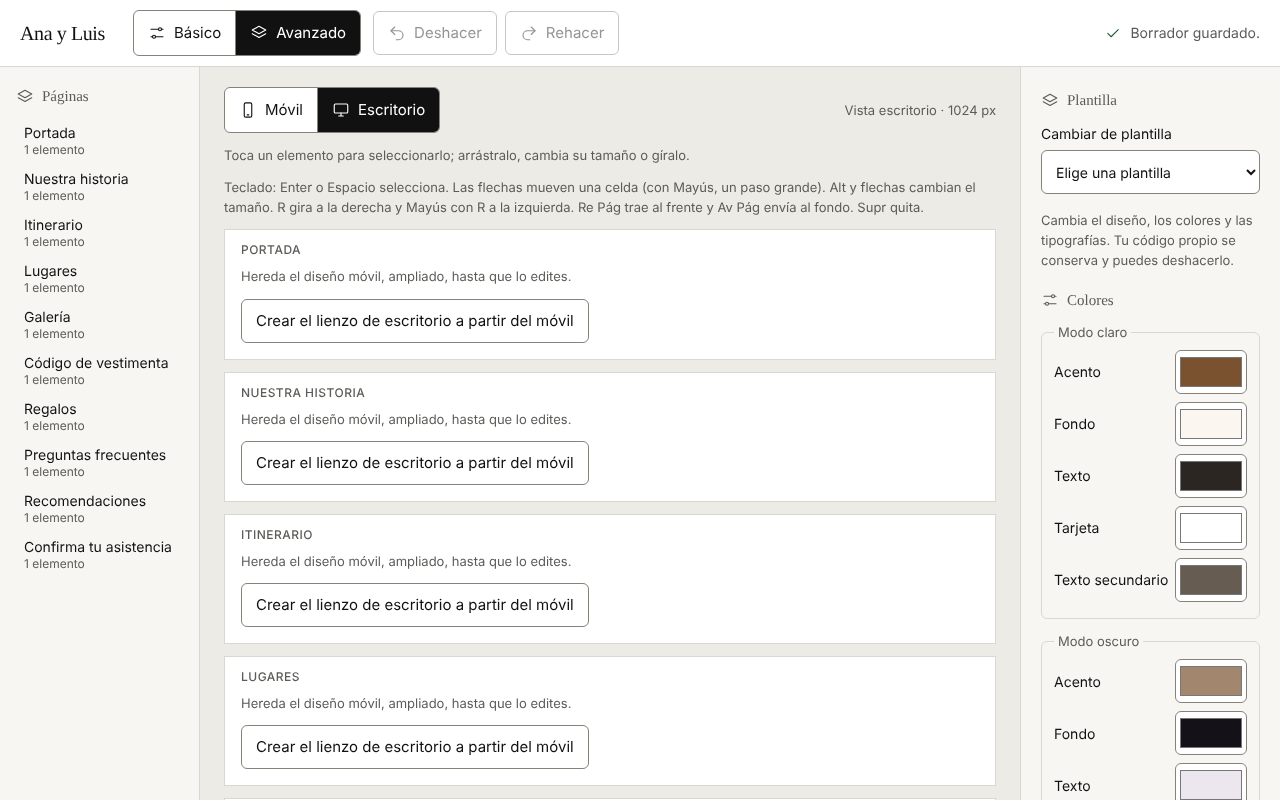 Ana y Luis
Básico
Avanzado
Deshacer
Rehacer
Borrador guardado.
Páginas
Portada
1 elemento
Nuestra historia
1 elemento
Itinerario
1 elemento
Lugares
1 elemento
Galería
1 elemento
Código de vestimenta
1 elemento
Regalos
1 elemento
Preguntas frecuentes
1 elemento
Recomendaciones
1 elemento
Confirma tu asistencia
1 elemento
Móvil
Escritorio
Vista escritorio · 1024 px
Toca un elemento para seleccionarlo; arrástralo, cambia su tamaño o gíralo.
Teclado: Enter o Espacio selecciona. Las flechas mueven una celda (con Mayús, un paso grande). Alt y flechas cambian el
tamaño. R gira a la derecha y Mayús con R a la izquierda. Re Pág trae al frente y Av Pág envía al fondo. Supr quita.
PORTADA
Hereda el diseño móvil, ampliado, hasta que lo edites.
Crear el lienzo de escritorio a partir del móvil
NUESTRA HISTORIA
Hereda el diseño móvil, ampliado, hasta que lo edites.
Crear el lienzo de escritorio a partir del móvil
ITINERARIO
Hereda el diseño móvil, ampliado, hasta que lo edites.
Crear el lienzo de escritorio a partir del móvil
LUGARES
Hereda el diseño móvil, ampliado, hasta que lo edites.
Crear el lienzo de escritorio a partir del móvil
Plantilla
Cambiar de plantilla
Elige una plantilla
Cambia el diseño, los colores y las
tipografías. Tu código propio se
conserva y puedes deshacerlo.
Colores
Modo claro
Acento
Fondo
Texto
Tarjeta
Texto secundario
Modo oscuro
Acento
Fondo
Texto